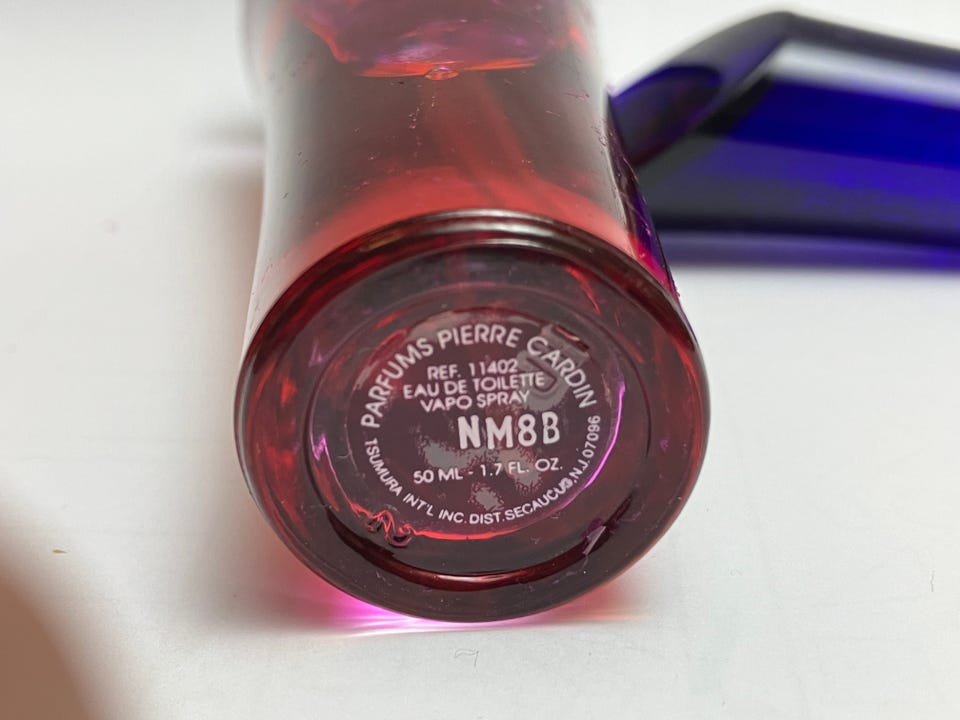 PARFUMS PIERRE CARDIN
REF. 11402
EAU DE TOILETTE
VAPO SPRAY
NM8B
50 ML - 1.7 FL. OZ.
TSUMURA INT'L INC. DIST. SECAUCUS, N.J. 07096